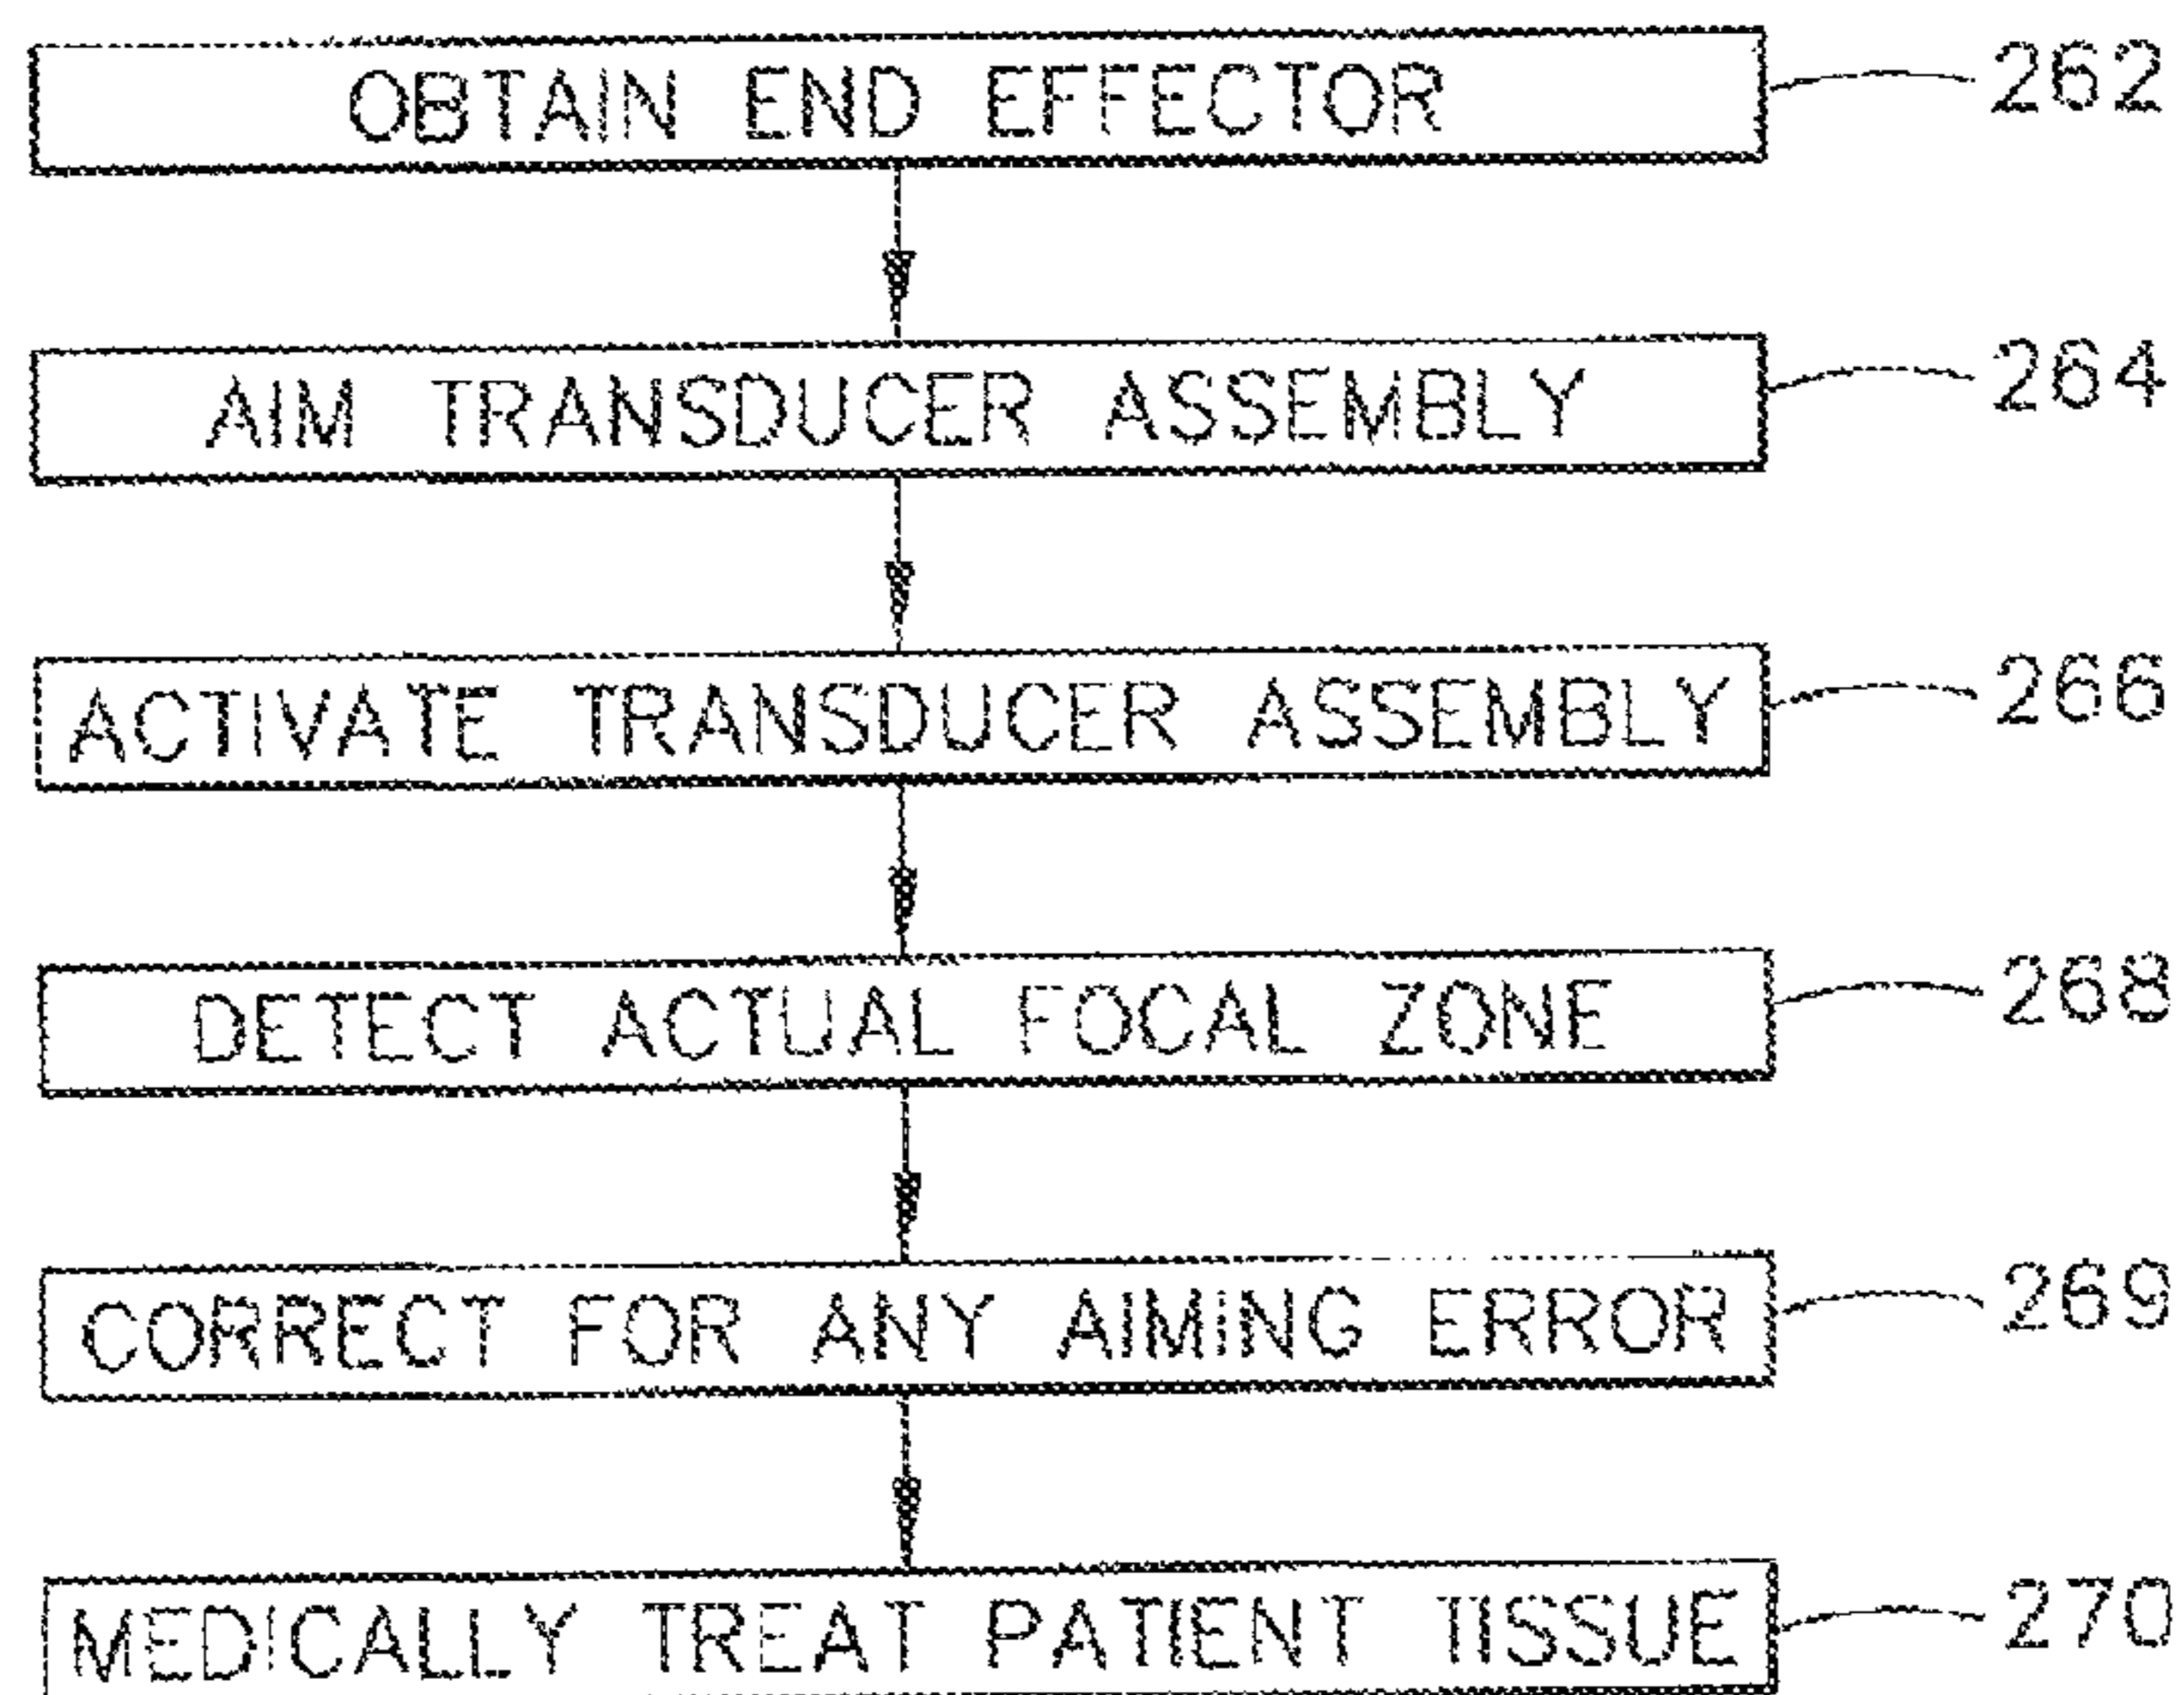 OBTAIN END EFFECTOR 262
AIM TRANSDUCER ASSEMBLY 264
ACTIVATE TRANSDUCER ASSEMBLY 266
DETECT ACTUAL FOCAL ZONE 268
CORRECT FOR ANY AIMING ERROR 269
MEDICALLY TREAT PATIENT TISSUE 270